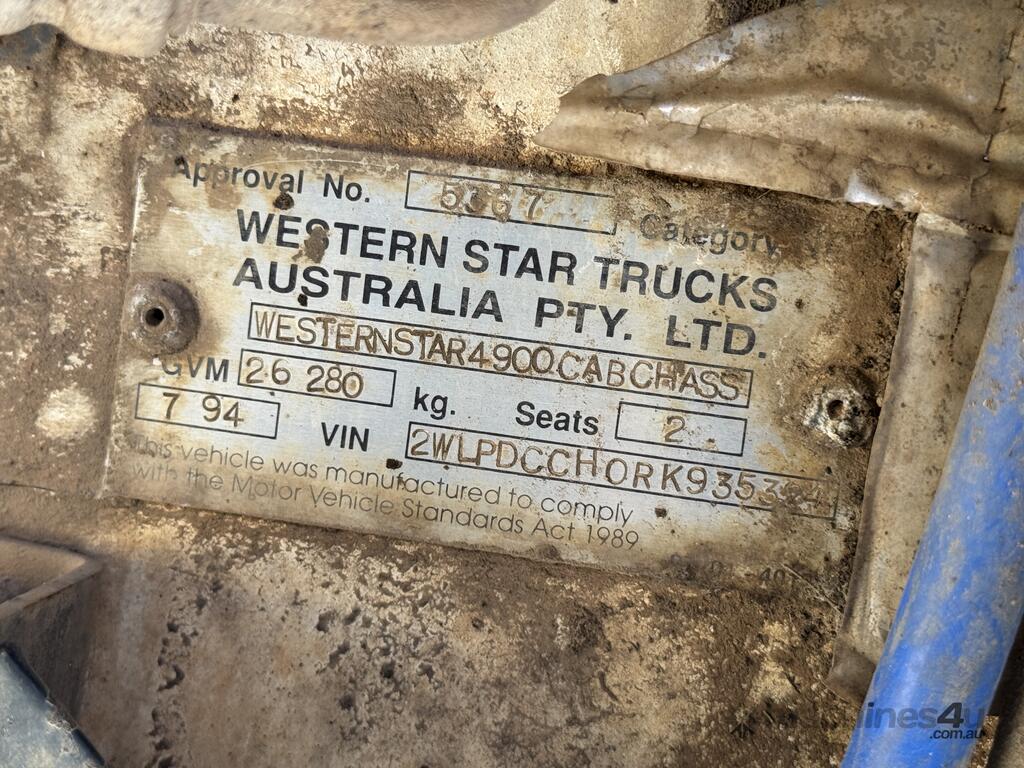 Approval No. 5067 Category
WESTERN STAR TRUCKS
AUSTRALIA PTY. LTD.
WESTERNSTAR4900CABCHASS
GVM 26 280 kg. Seats 2
7 94 VIN
This vehicle was manufactured to comply
with the Motor Vehicle Standards Act 1989